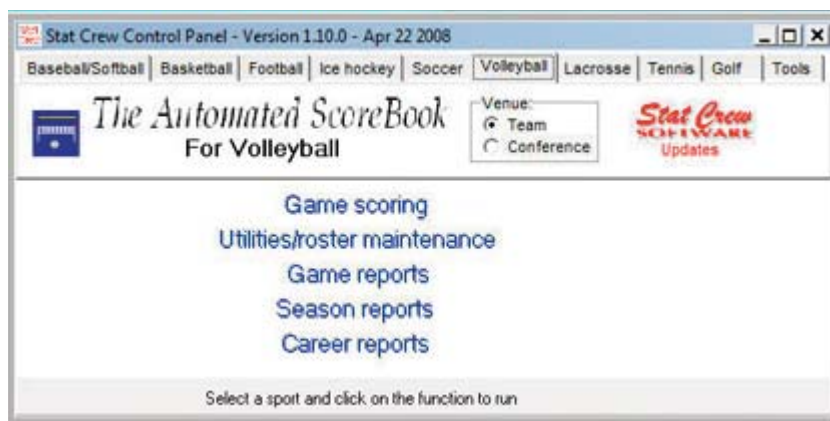 Stat Crew Control Panel - Version 1.10.0 - Apr 22 2008
Baseball/Softball Basketball Football Ice hockey Soccer Volleyball Lacrosse Tennis Golf Tools
The Automated ScoreBook
For Volleyball
Venue:
Team
Conference
Stat Crew
SOFTWARE
Updates
Game scoring
Utilities/roster maintenance
Game reports
Season reports
Career reports
Select a sport and click on the function to run